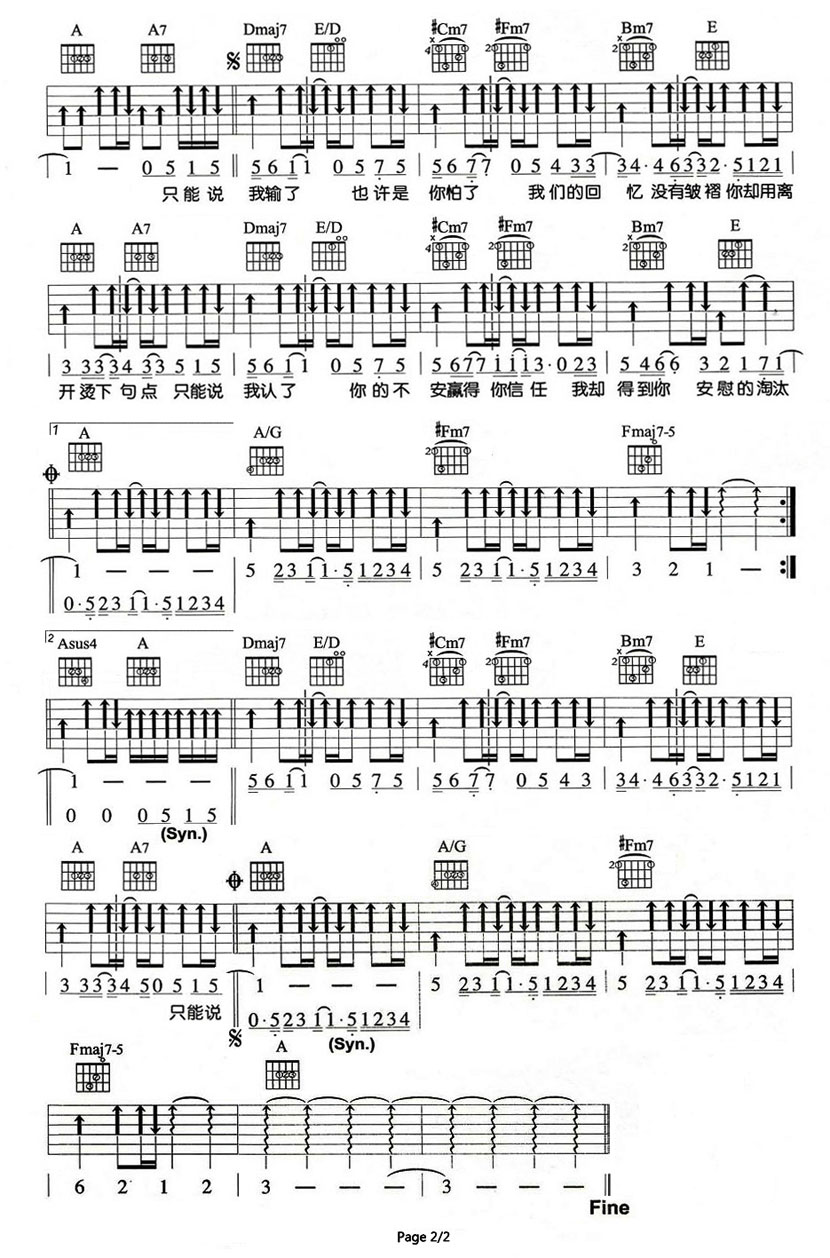 A A7 Dmaj7 E/D #Cm7 #Fm7 Bm7 E
1 — 0 5 1 5 5 6 1 1 0 5 7 5 5 6 7 7 0 5 4 3 3 3 4· 4 6 3 3 2· 5 1 2 1
只能说 我输了 也许是 你怕了 我们的回 忆 没有皱褶 你却用离
A A7 Dmaj7 E/D #Cm7 #Fm7 Bm7 E
3 3 3 3 4 3 3 5 1 5 5 6 1 1 0 5 7 5 5 6 7 7 1 1 1 3· 0 2 3 5 4 6 6 3 2 1 7 1
开烫下 句点 只能说 我认了 你的不 安赢得 你信任 我却 得到你 安慰的淘汰
1
A A/G #Fm7 Fmaj7-5
1 — — — 5 2 3 1 1· 5 1 2 3 4 5 2 3 1 1· 5 1 2 3 4 3 2 1 —
0· 5 2 3 1 1· 5 1 2 3 4
2
Asus4 A Dmaj7 E/D #Cm7 #Fm7 Bm7 E
1 — — — 5 6 1 1 0 5 7 5 5 6 7 7 0 5 4 3 3 4· 4 6 3 3 2· 5 1 2 1
0 0 0 5 1 5
(Syn.)
A A7 A A/G #Fm7
3 3 3 3 4 5 0 5 1 5 1 — — — 5 2 3 1 1· 5 1 2 3 4 5 2 3 1 1· 5 1 2 3 4
只能说
0· 5 2 3 1 1· 5 1 2 3 4
(Syn.)
Fmaj7-5 A
6 2 1 2 3 — — — 3 — — —
Fine
Page 2/2